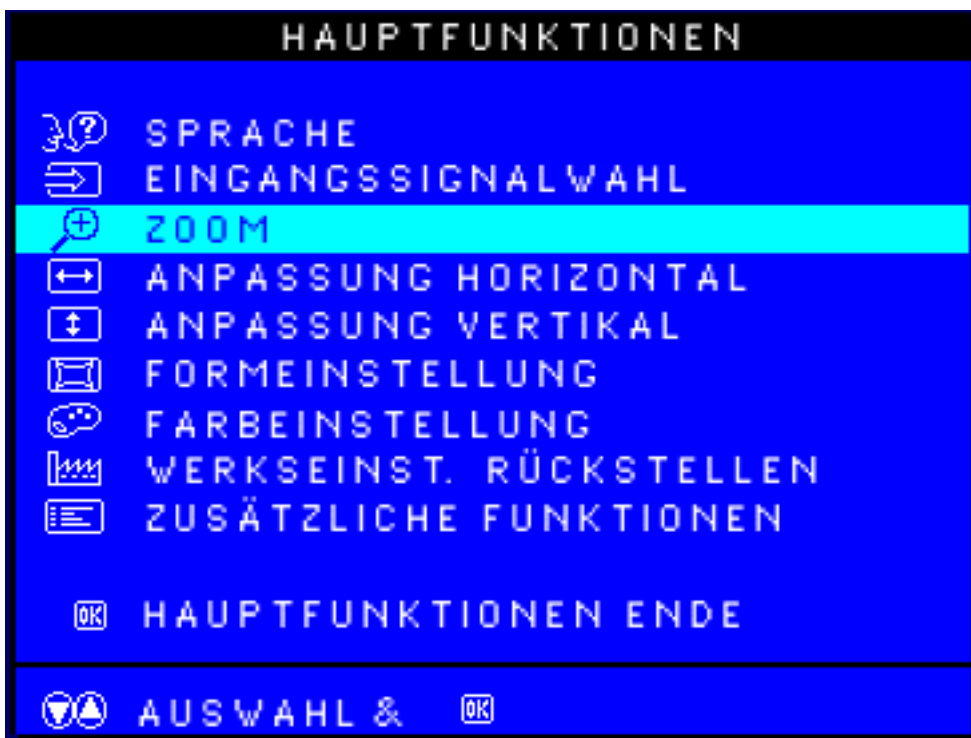 HAUPTFUNKTIONEN
SPRACHE
EINGANGSSIGNALWAHL
ZOOM
ANPASSUNG HORIZONTAL
ANPASSUNG VERTIKAL
FORMEINSTELLUNG
FARBEINSTELLUNG
WERKSEINST. RÜCKSTELLEN
ZUSÄTZLICHE FUNKTIONEN
OK HAUPTFUNKTIONEN ENDE
AUSWAHL & OK